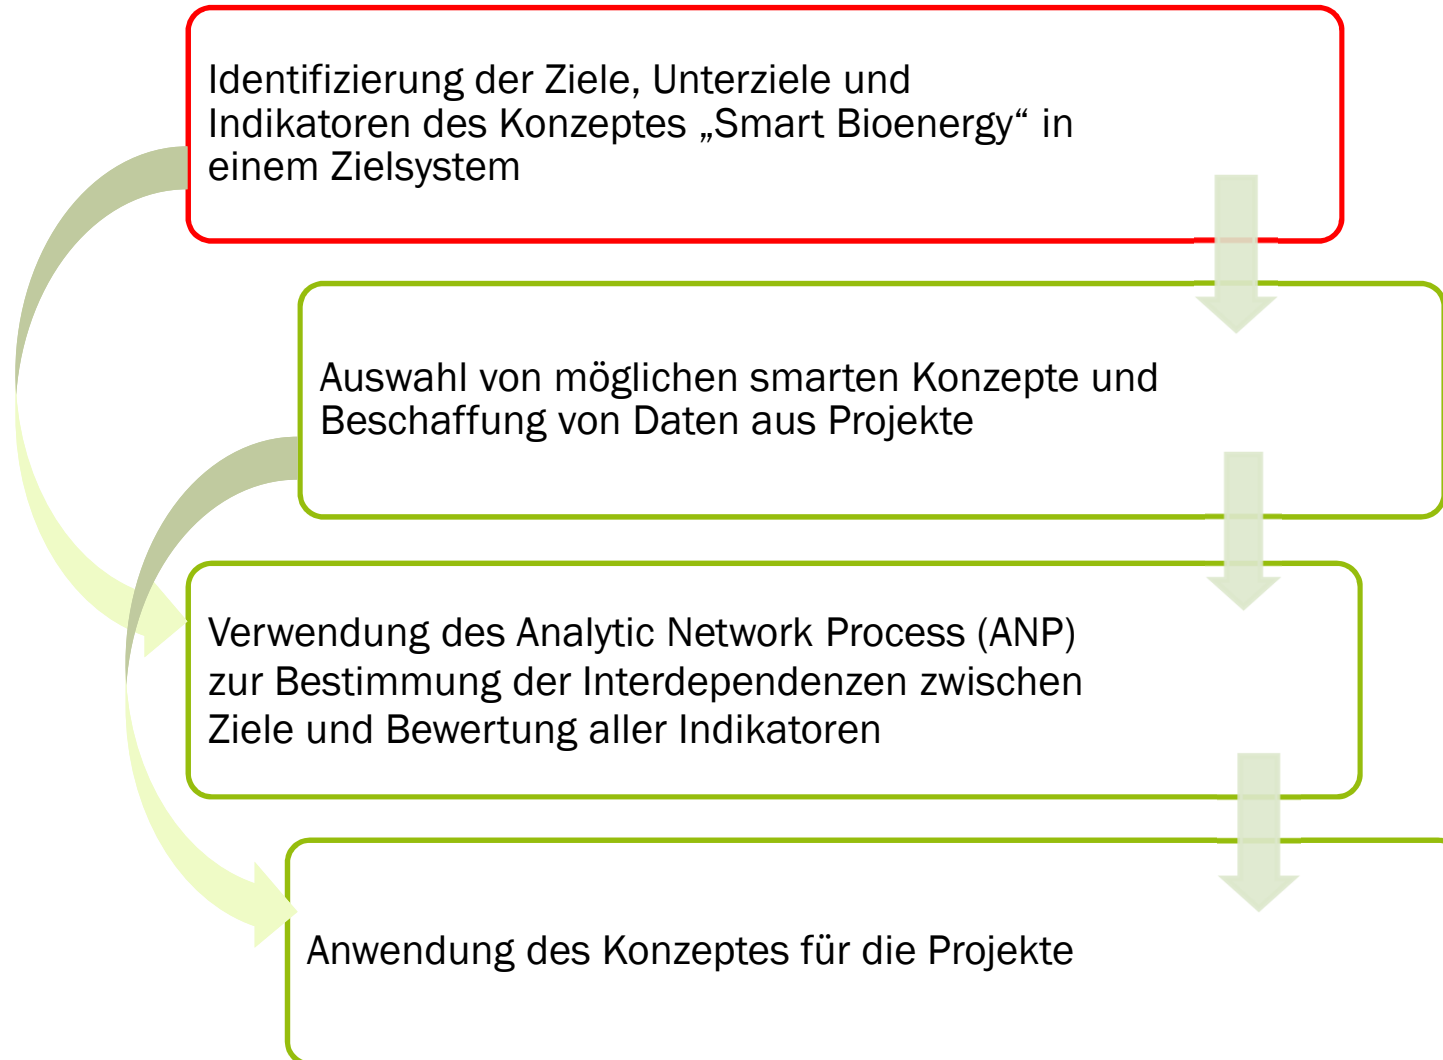 Identifizierung der Ziele, Unterziele und
Indikatoren des Konzeptes „Smart Bioenergy“ in
einem Zielsystem
Auswahl von möglichen smarten Konzepte und
Beschaffung von Daten aus Projekte
Verwendung des Analytic Network Process (ANP)
zur Bestimmung der Interdependenzen zwischen
Ziele und Bewertung aller Indikatoren
Anwendung des Konzeptes für die Projekte